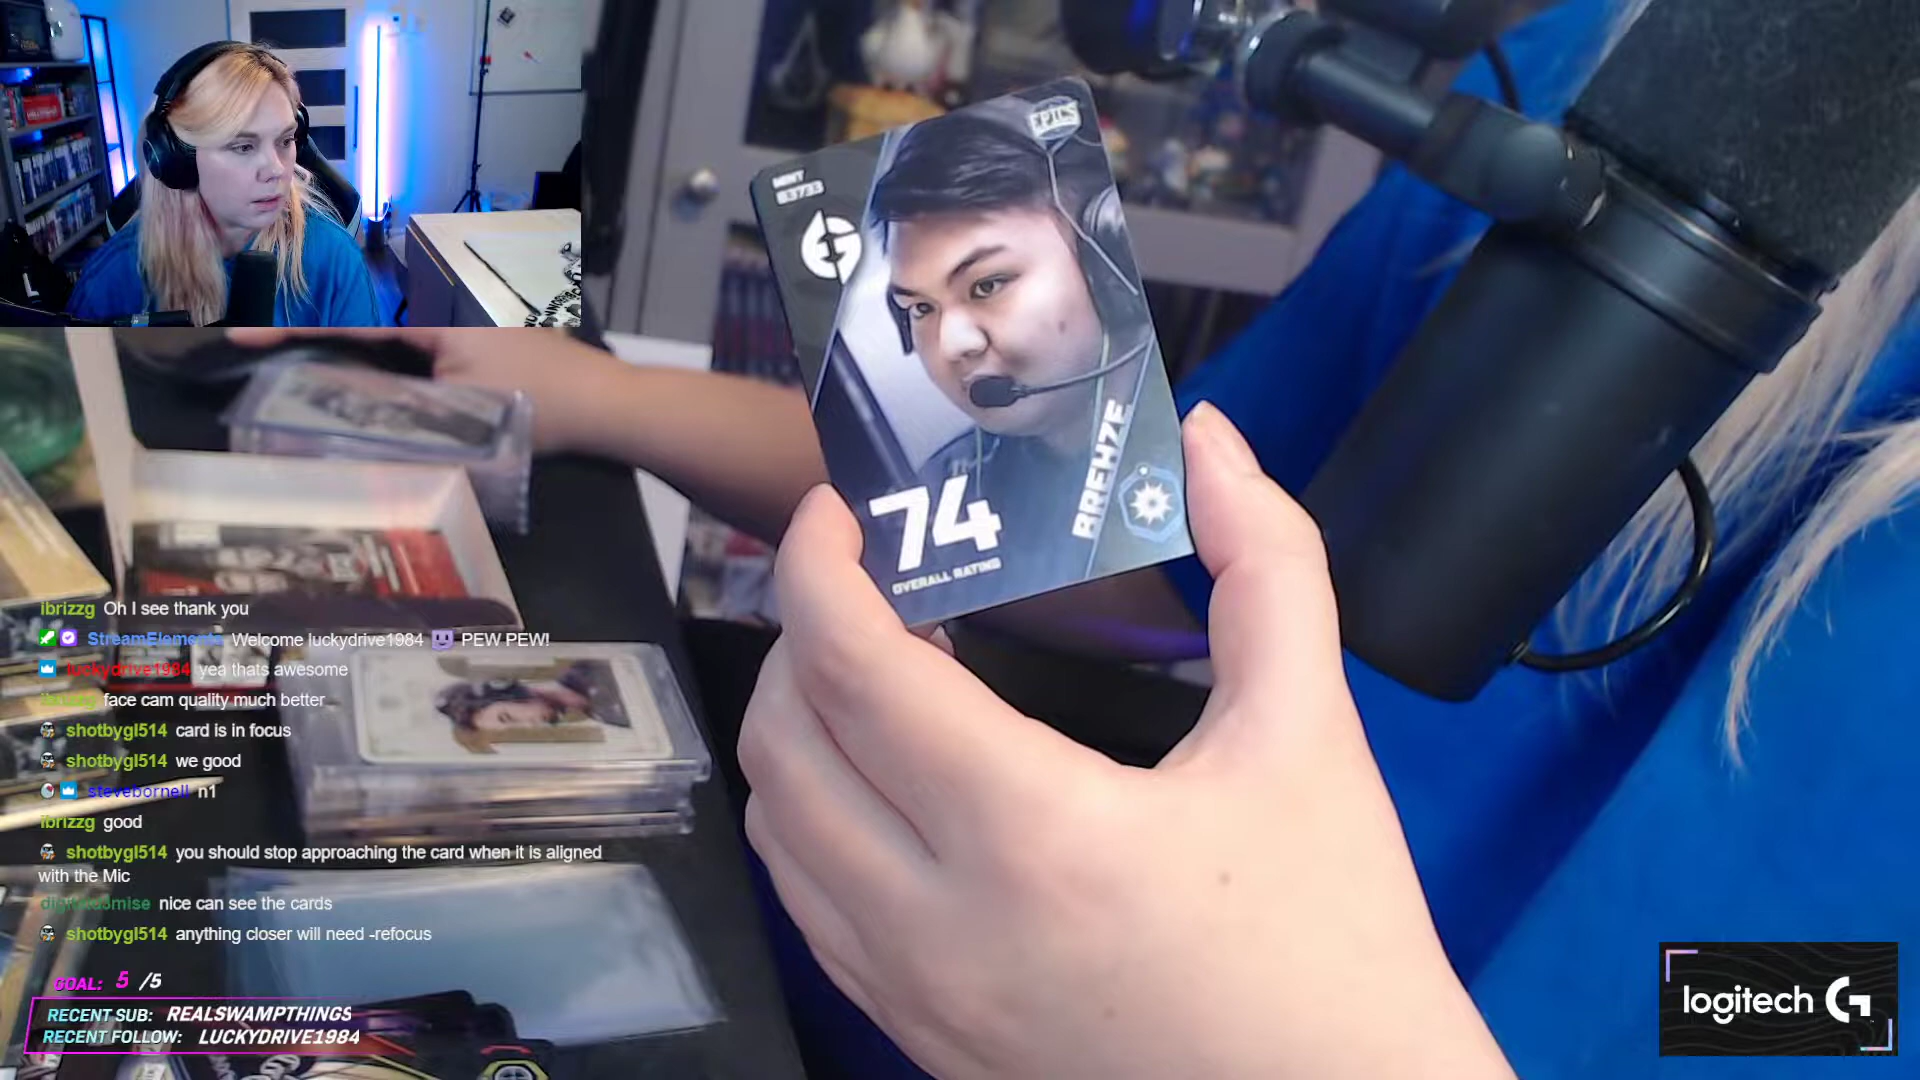 EPICS
MINT
74
OVERALL RATING
BREHZE
ibrizzg Oh I see thank you
StreamElements Welcome luckydrive1984 PEW PEW!
luckydrive1984 yea thats awesome
face cam quality much better
shotbygl514 card is in focus
shotbygl514 we good
stevebornell n1
ibrizzg good
shotbygl514 you should stop approaching the card when it is aligned
with the Mic
nice can see the cards
shotbygl514 anything closer will need -refocus
GOAL: 5 /5
RECENT SUB: REALSWAMPTHINGS
RECENT FOLLOW: LUCKYDRIVE1984
logitech G